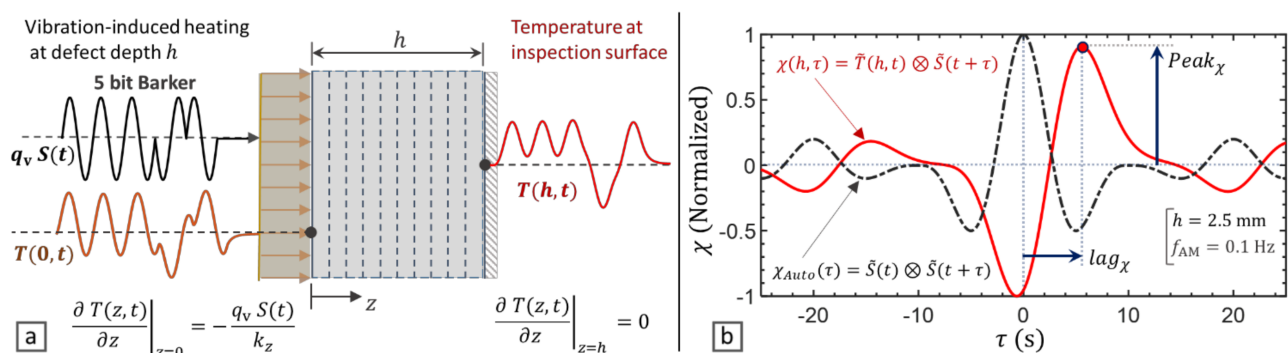 Vibration-induced heating
at defect depth h
5 bit Barker
q_v S(t)
T(0, t)
h
Temperature at
inspection surface
T(h, t)
z
∂ T(z, t)/∂z |_{z=0} = − q_v S(t)/k_z
∂ T(z, t)/∂z |_{z=h} = 0
a
χ (Normalized)
1
0.5
0
-0.5
-1
χ(h, τ) = T̃(h, t) ⊗ S̃(t + τ)
Peak_χ
χ_Auto(τ) = S̃(t) ⊗ S̃(t + τ)
lag_χ
h = 2.5 mm
f_AM = 0.1 Hz
-20
-10
0
10
20
τ (s)
b